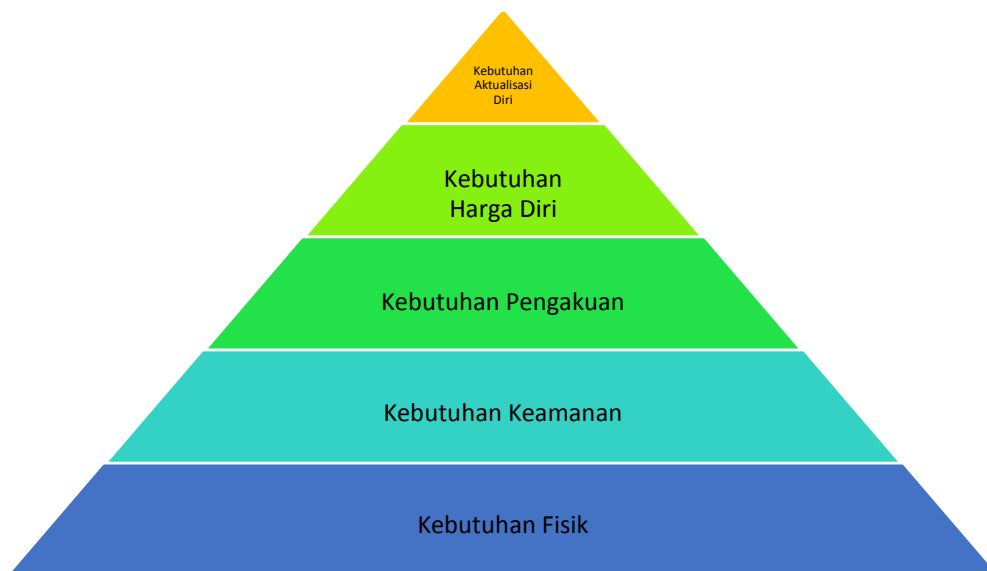 Kebutuhan
Aktualisasi
Diri
Kebutuhan
Harga Diri
Kebutuhan Pengakuan
Kebutuhan Keamanan
Kebutuhan Fisik